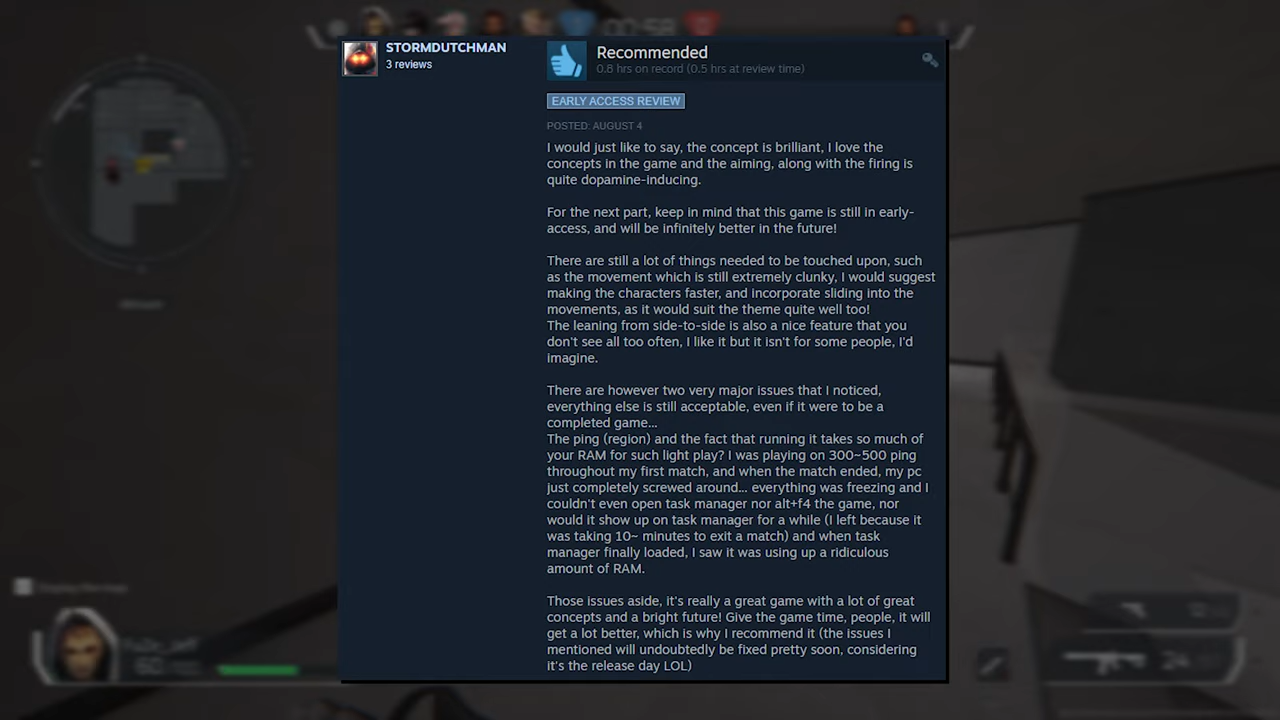 00:58
STORMDUTCHMAN
3 reviews
Recommended
0.8 hrs on record (0.5 hrs at review time)
EARLY ACCESS REVIEW
POSTED: AUGUST 4
I would just like to say, the concept is brilliant, I love the
concepts in the game and the aiming, along with the firing is
quite dopamine-inducing.
For the next part, keep in mind that this game is still in early-
access, and will be infinitely better in the future!
There are still a lot of things needed to be touched upon, such
as the movement which is still extremely clunky, I would suggest
making the characters faster, and incorporate sliding into the
movements, as it would suit the theme quite well too!
The leaning from side-to-side is also a nice feature that you
don't see all too often, I like it but it isn't for some people, I'd
imagine.
There are however two very major issues that I noticed,
everything else is still acceptable, even if it were to be a
completed game...
The ping (region) and the fact that running it takes so much of
your RAM for such light play? I was playing on 300~500 ping
throughout my first match, and when the match ended, my pc
just completely screwed around... everything was freezing and I
couldn't even open task manager nor alt+f4 the game, nor
would it show up on task manager for a while (I left because it
was taking 10~ minutes to exit a match) and when task
manager finally loaded, I saw it was using up a ridiculous
amount of RAM.
Those issues aside, it's really a great game with a lot of great
concepts and a bright future! Give the game time, people, it will
get a lot better, which is why I recommend it (the issues I
mentioned will undoubtedly be fixed pretty soon, considering
it's the release day LOL)
60
24